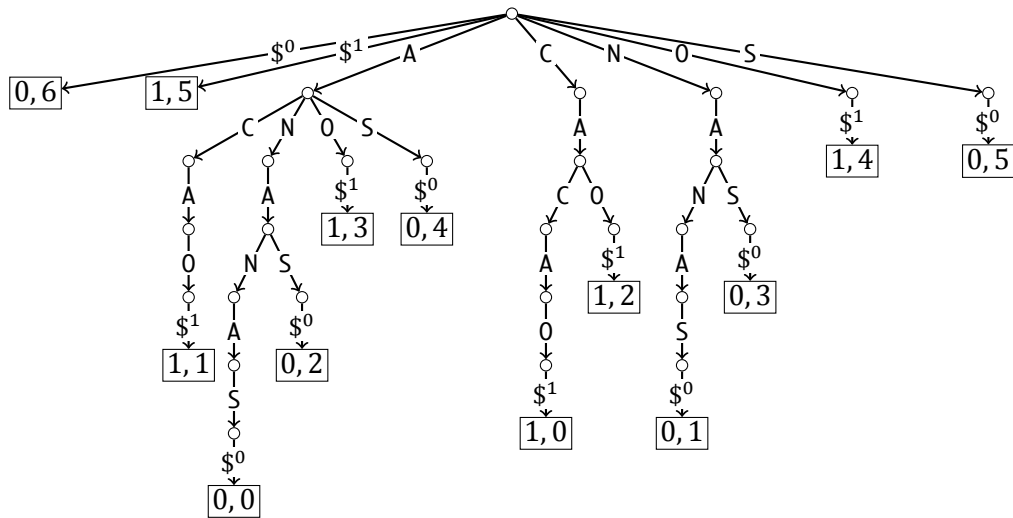 $⁰ $¹ A C N O S
0, 6 1, 5
C N O S A A $¹ $⁰
1, 4 0, 5
A A $¹ $⁰ C O N S
1, 3 0, 4
O N S A $¹ A $⁰
1, 2 0, 3
$¹ A $⁰ O S
1, 1 0, 2
S $¹ $⁰
1, 0 0, 1
$⁰
0, 0